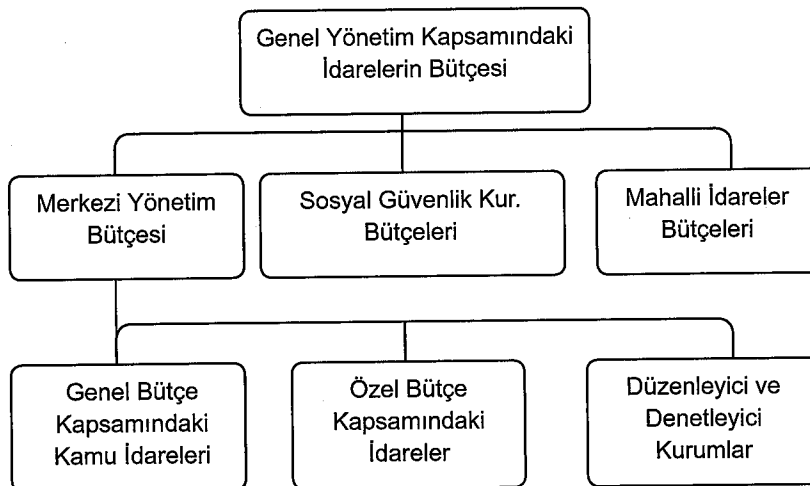 Genel Yönetim Kapsamındaki
İdarelerin Bütçesi
Merkezi Yönetim
Bütçesi
Sosyal Güvenlik Kur.
Bütçeleri
Mahalli İdareler
Bütçeleri
Genel Bütçe
Kapsamındaki
Kamu İdareleri
Özel Bütçe
Kapsamındaki
İdareler
Düzenleyici ve
Denetleyici
Kurumlar